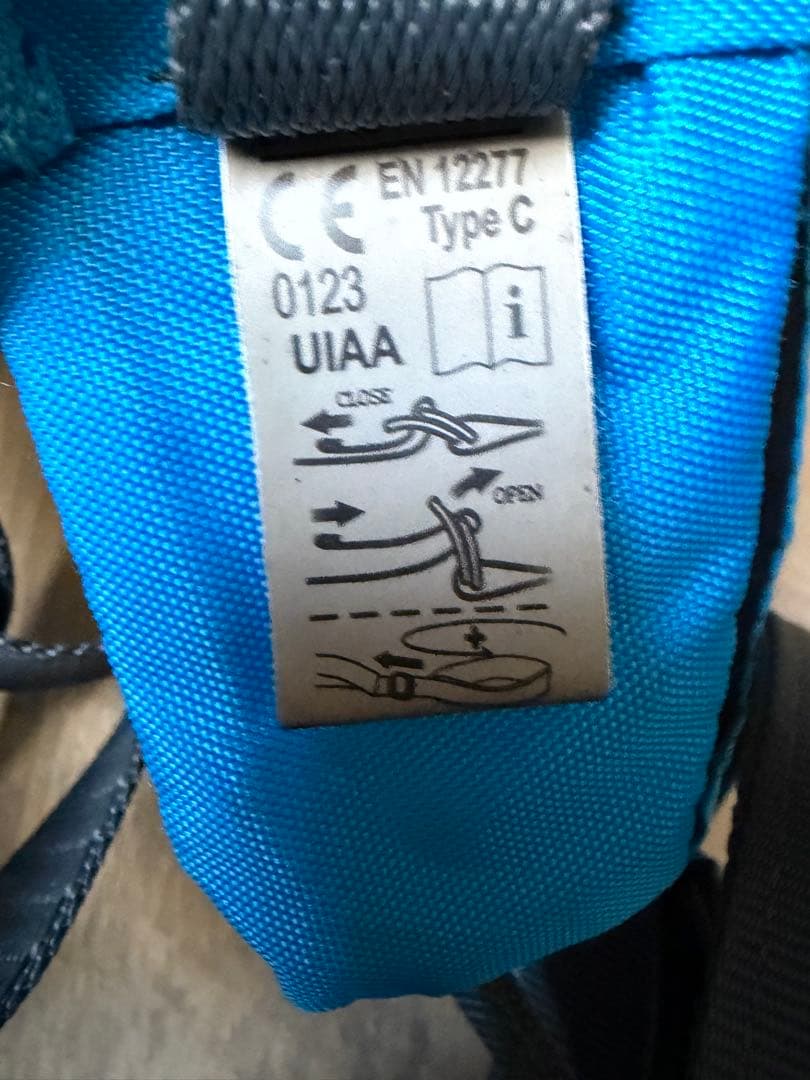 CE EN 12277
Type C
0123
i
UIAA
CLOSE
OPEN
+